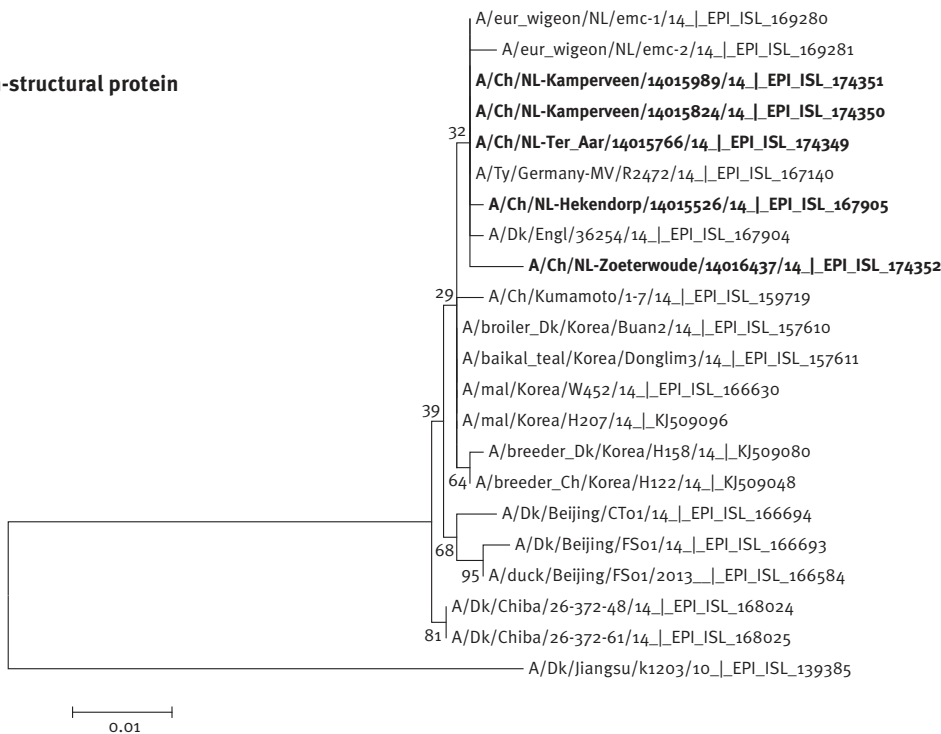 A/eur_wigeon/NL/emc-1/14_|_EPI_ISL_169280
A/eur_wigeon/NL/emc-2/14_|_EPI_ISL_169281
-structural protein
A/Ch/NL-Kamperveen/14015989/14_|_EPI_ISL_174351
A/Ch/NL-Kamperveen/14015824/14_|_EPI_ISL_174350
32
A/Ch/NL-Ter_Aar/14015766/14_|_EPI_ISL_174349
A/Ty/Germany-MV/R2472/14_|_EPI_ISL_167140
A/Ch/NL-Hekendorp/14015526/14_|_EPI_ISL_167905
A/Dk/Engl/36254/14_|_EPI_ISL_167904
A/Ch/NL-Zoeterwoude/14016437/14_|_EPI_ISL_174352
29
A/Ch/Kumamoto/1-7/14_|_EPI_ISL_159719
A/broiler_Dk/Korea/Buan2/14_|_EPI_ISL_157610
A/baikal_teal/Korea/Donglim3/14_|_EPI_ISL_157611
A/mal/Korea/W452/14_|_EPI_ISL_166630
39
A/mal/Korea/H207/14_|_KJ509096
A/breeder_Dk/Korea/H158/14_|_KJ509080
64
A/breeder_Ch/Korea/H122/14_|_KJ509048
A/Dk/Beijing/CT01/14_|_EPI_ISL_166694
68
A/Dk/Beijing/FS01/14_|_EPI_ISL_166693
95
A/duck/Beijing/FS01/2013__|_EPI_ISL_166584
A/Dk/Chiba/26-372-48/14_|_EPI_ISL_168024
81
A/Dk/Chiba/26-372-61/14_|_EPI_ISL_168025
A/Dk/Jiangsu/k1203/10_|_EPI_ISL_139385
0.01